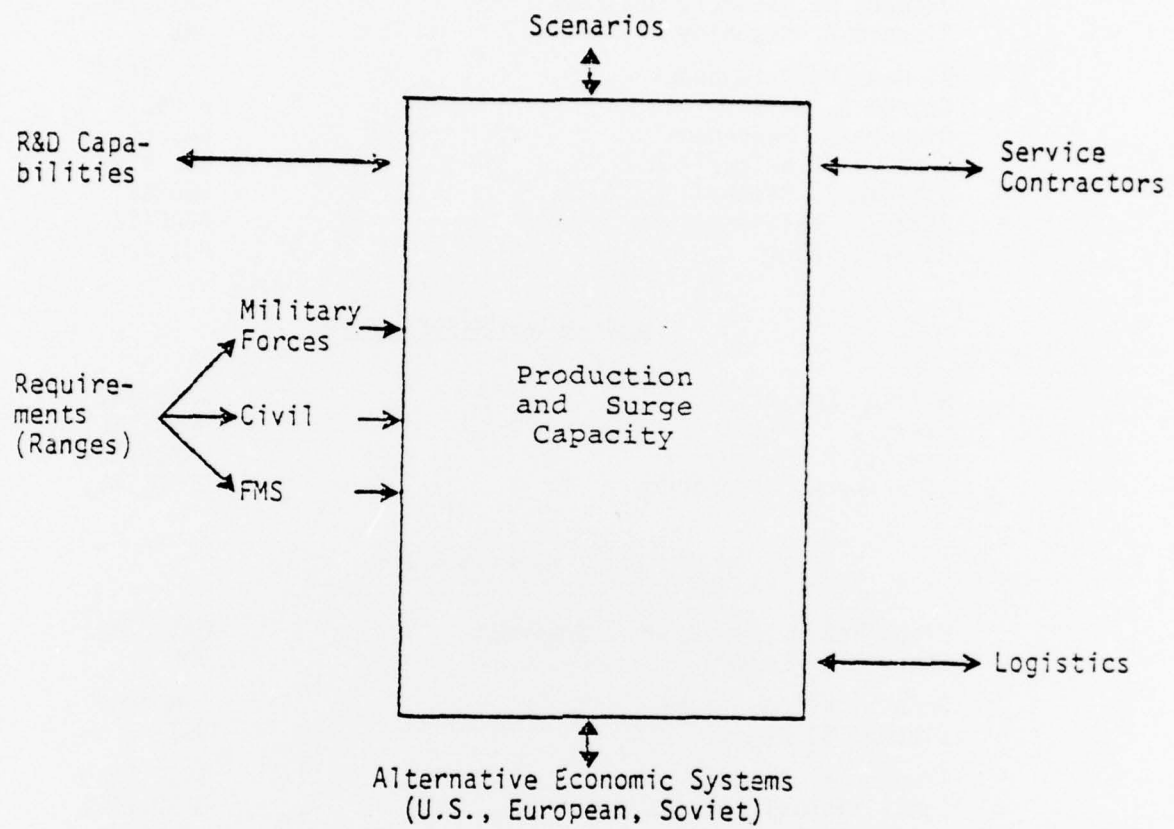 Scenarios
R&D Capa-
bilities
Service
Contractors
Military
Forces
Require-
ments
(Ranges)
Civil
FMS
Production
and Surge
Capacity
Logistics
Alternative Economic Systems
(U.S., European, Soviet)